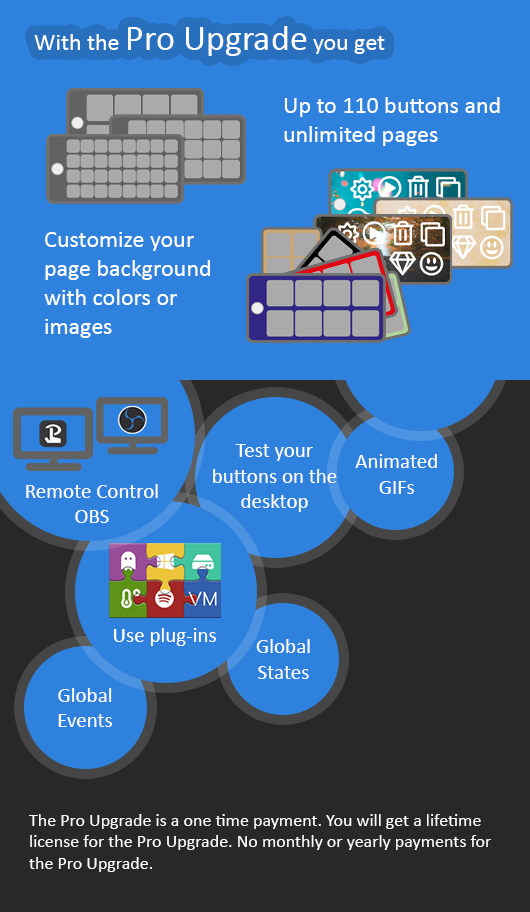 With the Pro Upgrade you get
Up to 110 buttons and
unlimited pages
Customize your
page background
with colors or
images
Remote Control
OBS
Test your
buttons on the
desktop
Animated
GIFs
VM
Use plug-ins
Global
States
Global
Events
The Pro Upgrade is a one time payment. You will get a lifetime
license for the Pro Upgrade. No monthly or yearly payments for
the Pro Upgrade.